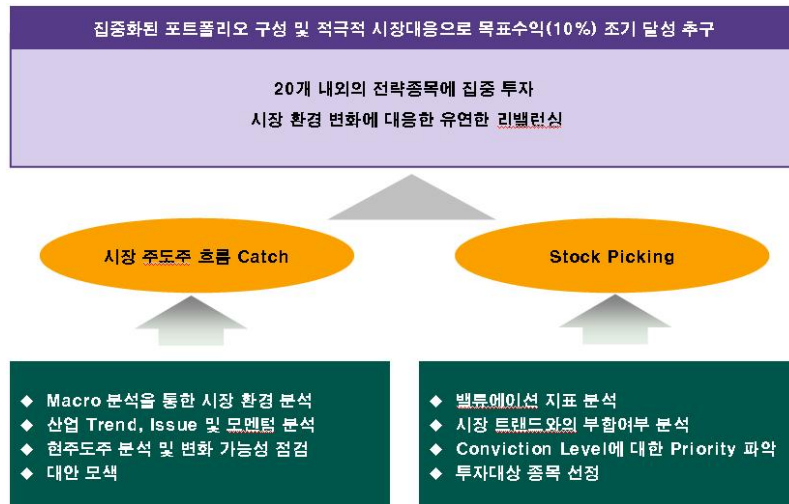 집중화된 포트폴리오 구성 및 적극적 시장대응으로 목표수익(10%) 조기 달성 추구
20개 내외의 전략종목에 집중 투자
시장 환경 변화에 대응한 유연한 리밸런싱
시장 주도주 흐름 Catch
Stock Picking
◆ Macro 분석을 통한 시장 환경 분석
◆ 산업 Trend, Issue 및 모멘텀 분석
◆ 현주도주 분석 및 변화 가능성 점검
◆ 대안 모색
◆ 밸튜에이션 지표 분석
◆ 시장 트랜드와의 부합여부 분석
◆ Conviction Level에 대한 Priority 파악
◆ 투자대상 종목 선정